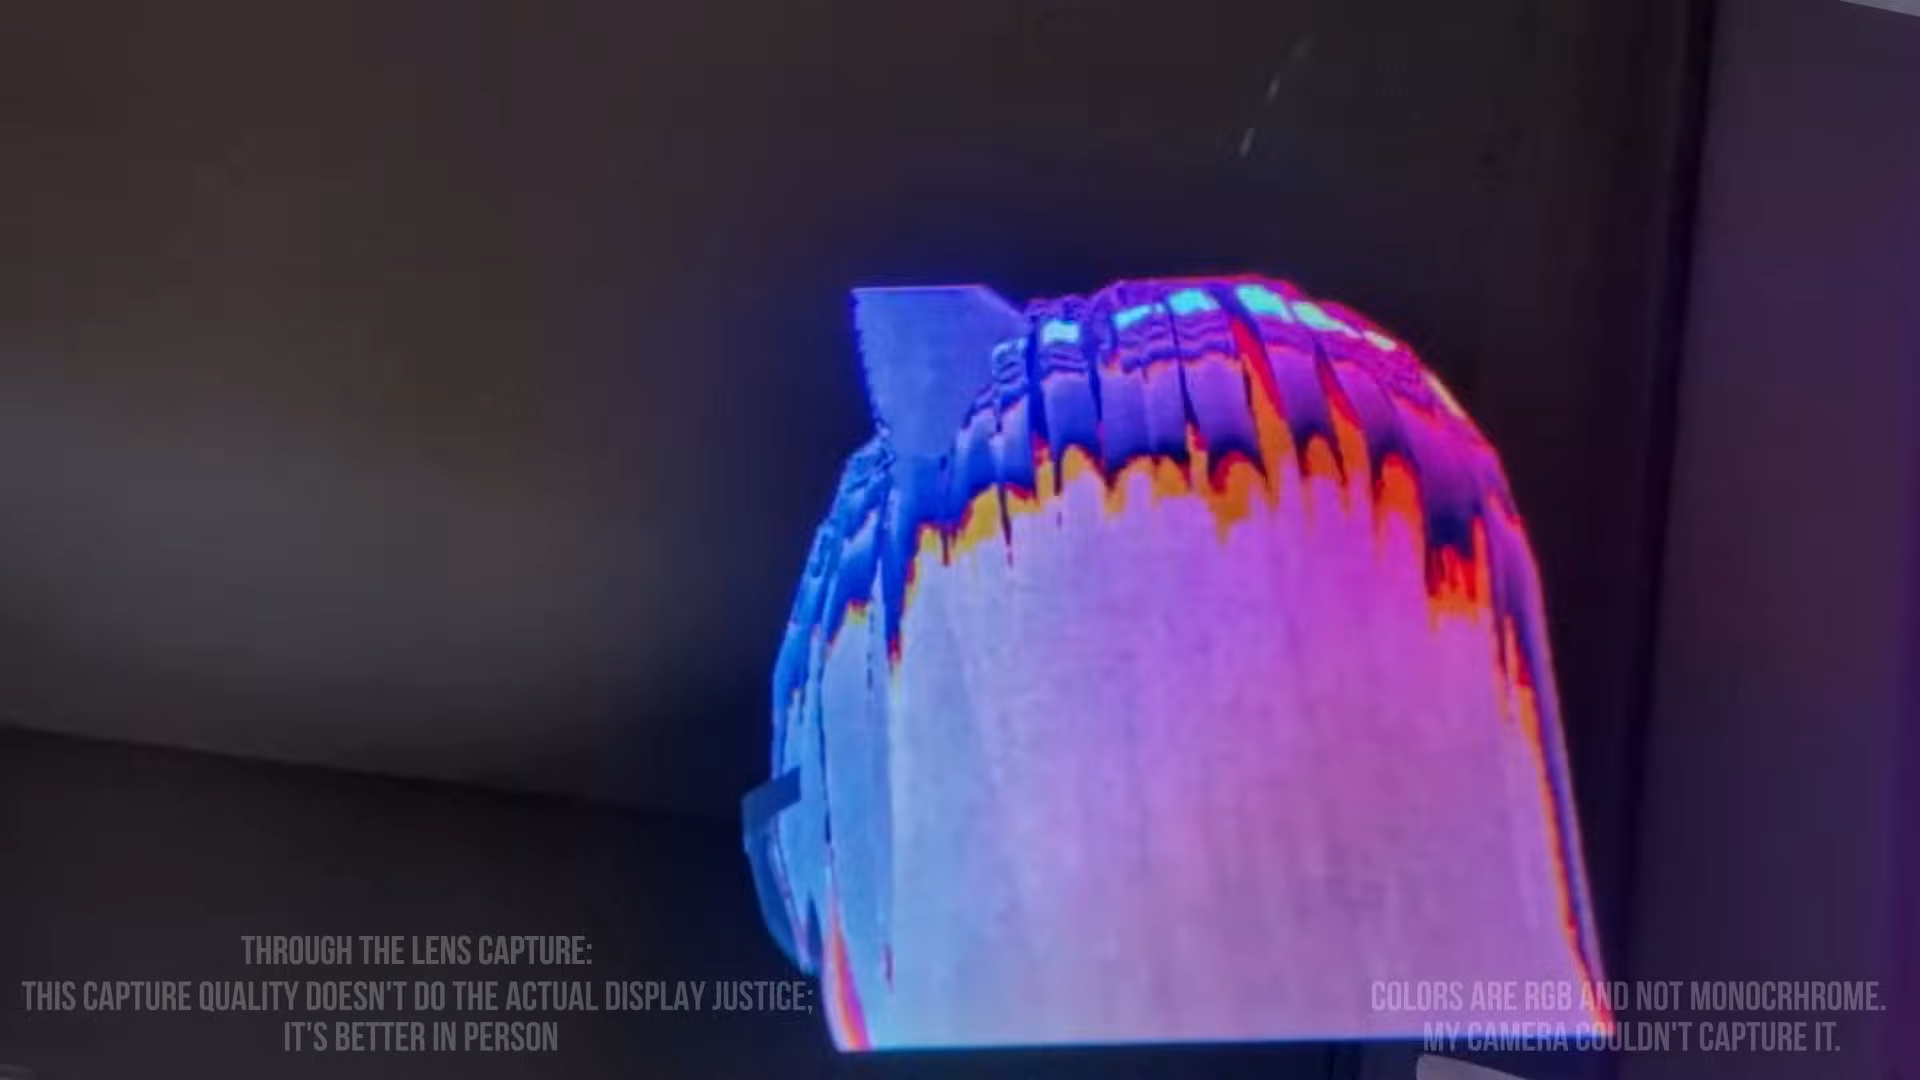 THROUGH THE LENS CAPTURE:
THIS CAPTURE QUALITY DOESN'T DO THE ACTUAL DISPLAY JUSTICE;
IT'S BETTER IN PERSON
COLORS ARE RGB AND NOT MONOCRHROME.
MY CAMERA COULDN'T CAPTURE IT.